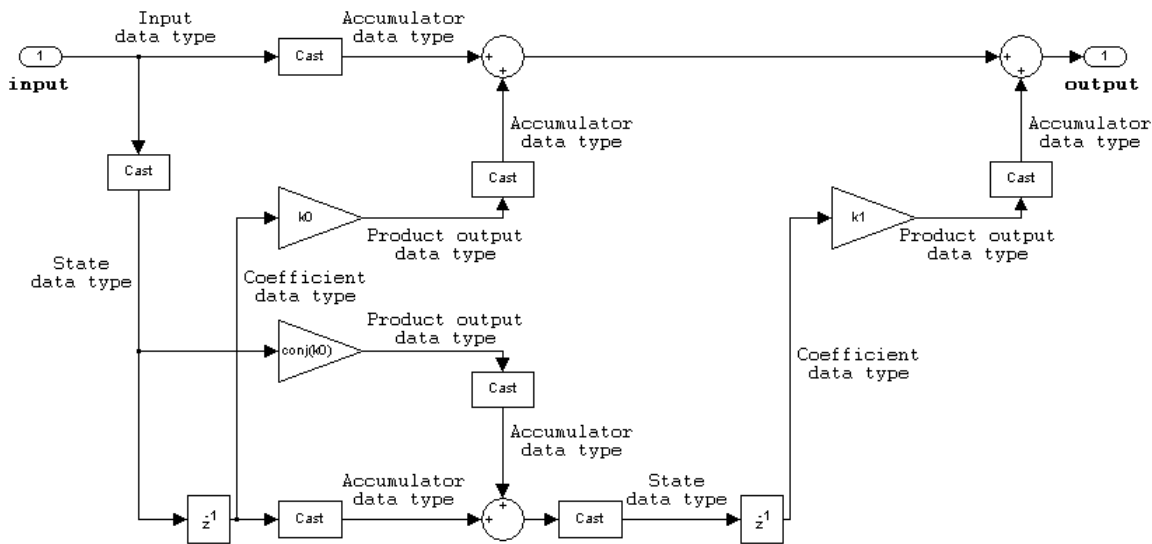 Input
data type
Accumulator
data type
1
input
Cast
+
+
+
+
1
output
Cast
Accumulator
data type
Accumulator
data type
Cast
Cast
k0
k1
Product output
data type
Product output
data type
State
data type
Coefficient
data type
Product output
data type
conj(k0)
Coefficient
data type
Cast
Accumulator
data type
Accumulator
data type
State
data type
z-1
Cast
+
+
Cast
z-1